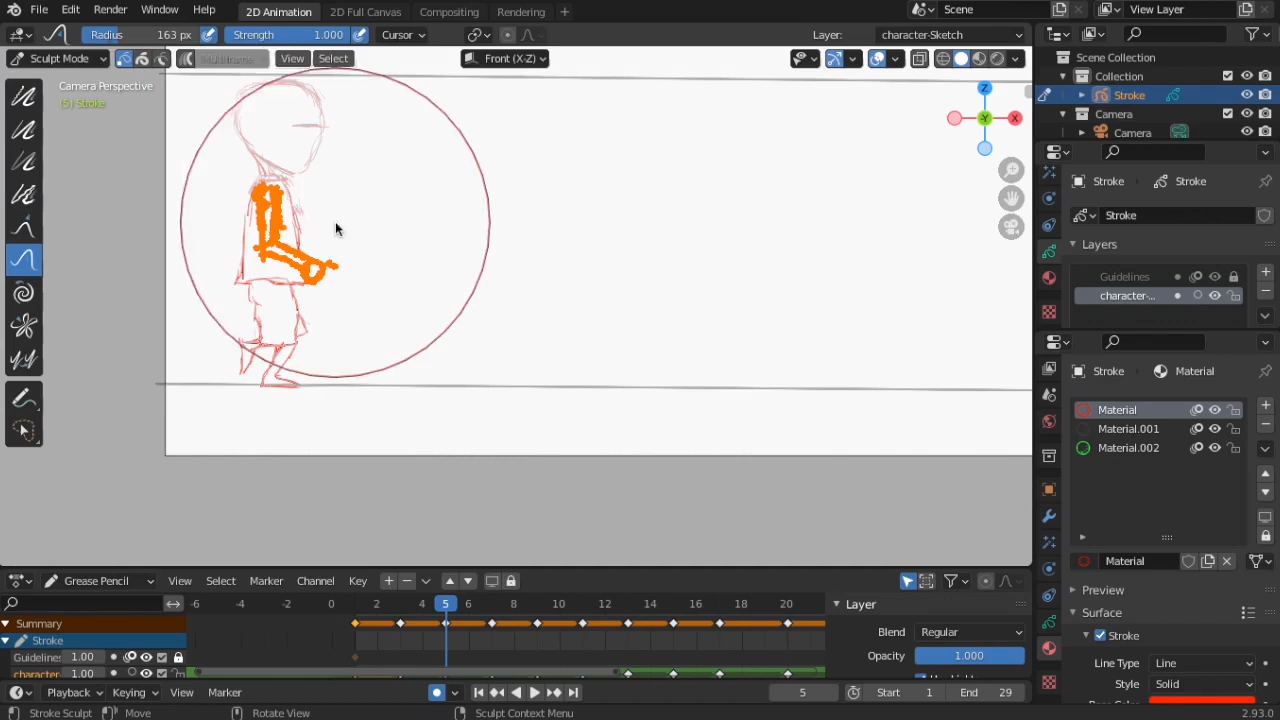 File Edit Render Window Help 2D Animation 2D Full Canvas Compositing Rendering Scene View Layer
Radius 163 px Strength 1.000 Cursor Layer: character-Sketch
Sculpt Mode Multiframe View Select Front (X-Z)
Scene Collection
Collection
Stroke
Camera
Camera
Camera Perspective
(5) Stroke
Z
-Y
X
Stroke Stroke
Stroke
Layers
Guidelines
character-...
Stroke Material
Material
Material.001
Material.002
Material
Preview
Surface
Stroke
Line Type Line
Style Solid
Grease Pencil View Select Marker Channel Key
-6 -4 -2 0 2 4 5 6 8 10 12 14 16 18 20
Summary
Stroke
Guidelines 1.00
character 1.00
Layer
Blend Regular
Opacity 1.000
Playback Keying View Marker 5 Start 1 End 29
Stroke Sculpt Move Rotate View Sculpt Context Menu 2.93.0